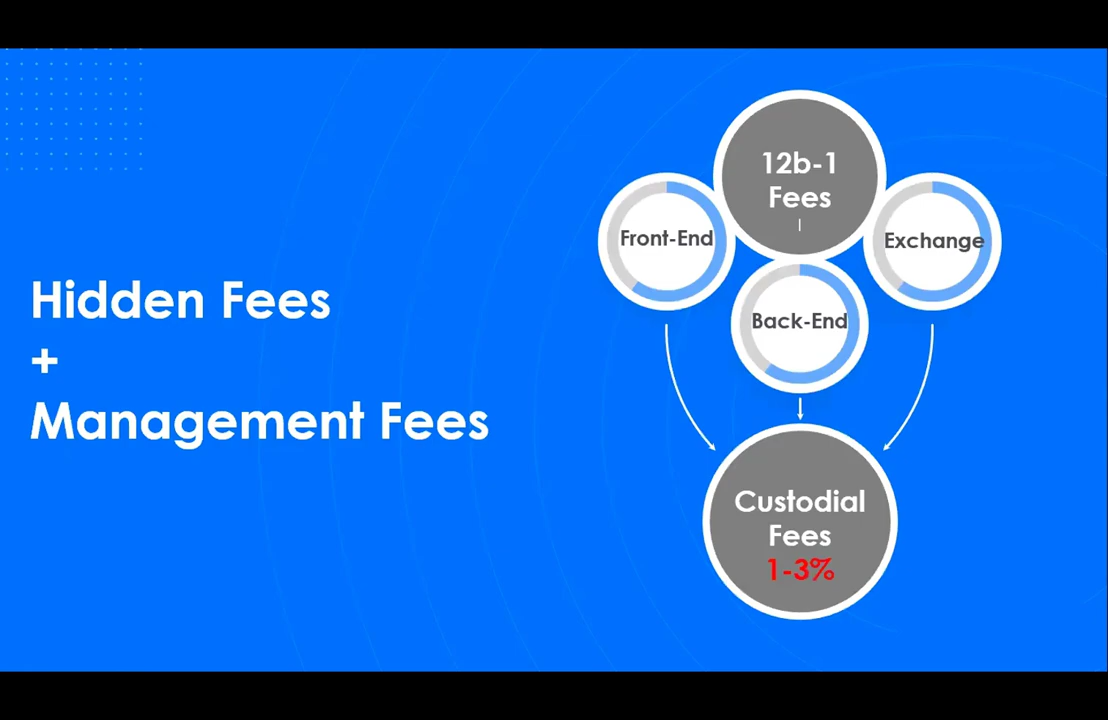 Hidden Fees
+
Management Fees
12b-1
Fees
Front-End
Exchange
Back-End
Custodial
Fees
1-3%